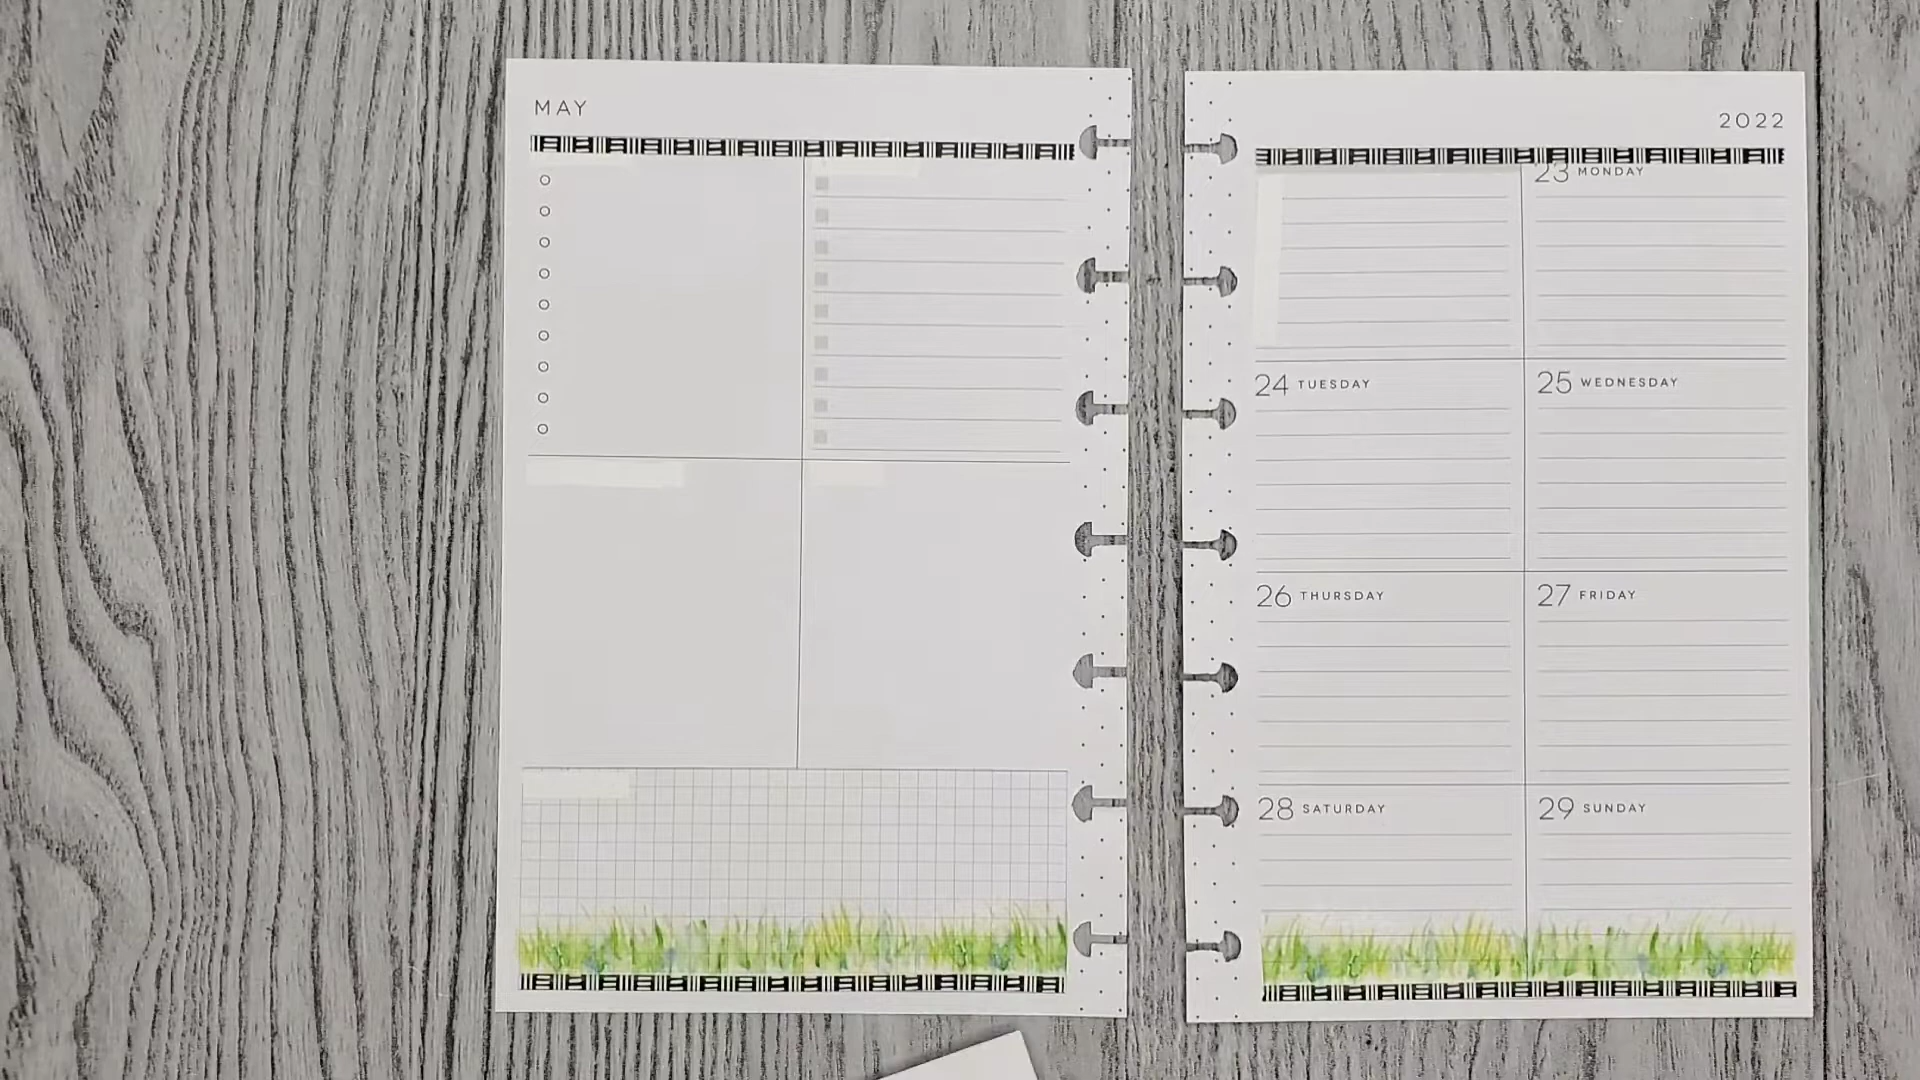 MAY
2022
23 MONDAY
24 TUESDAY
25 WEDNESDAY
26 THURSDAY
27 FRIDAY
28 SATURDAY
29 SUNDAY